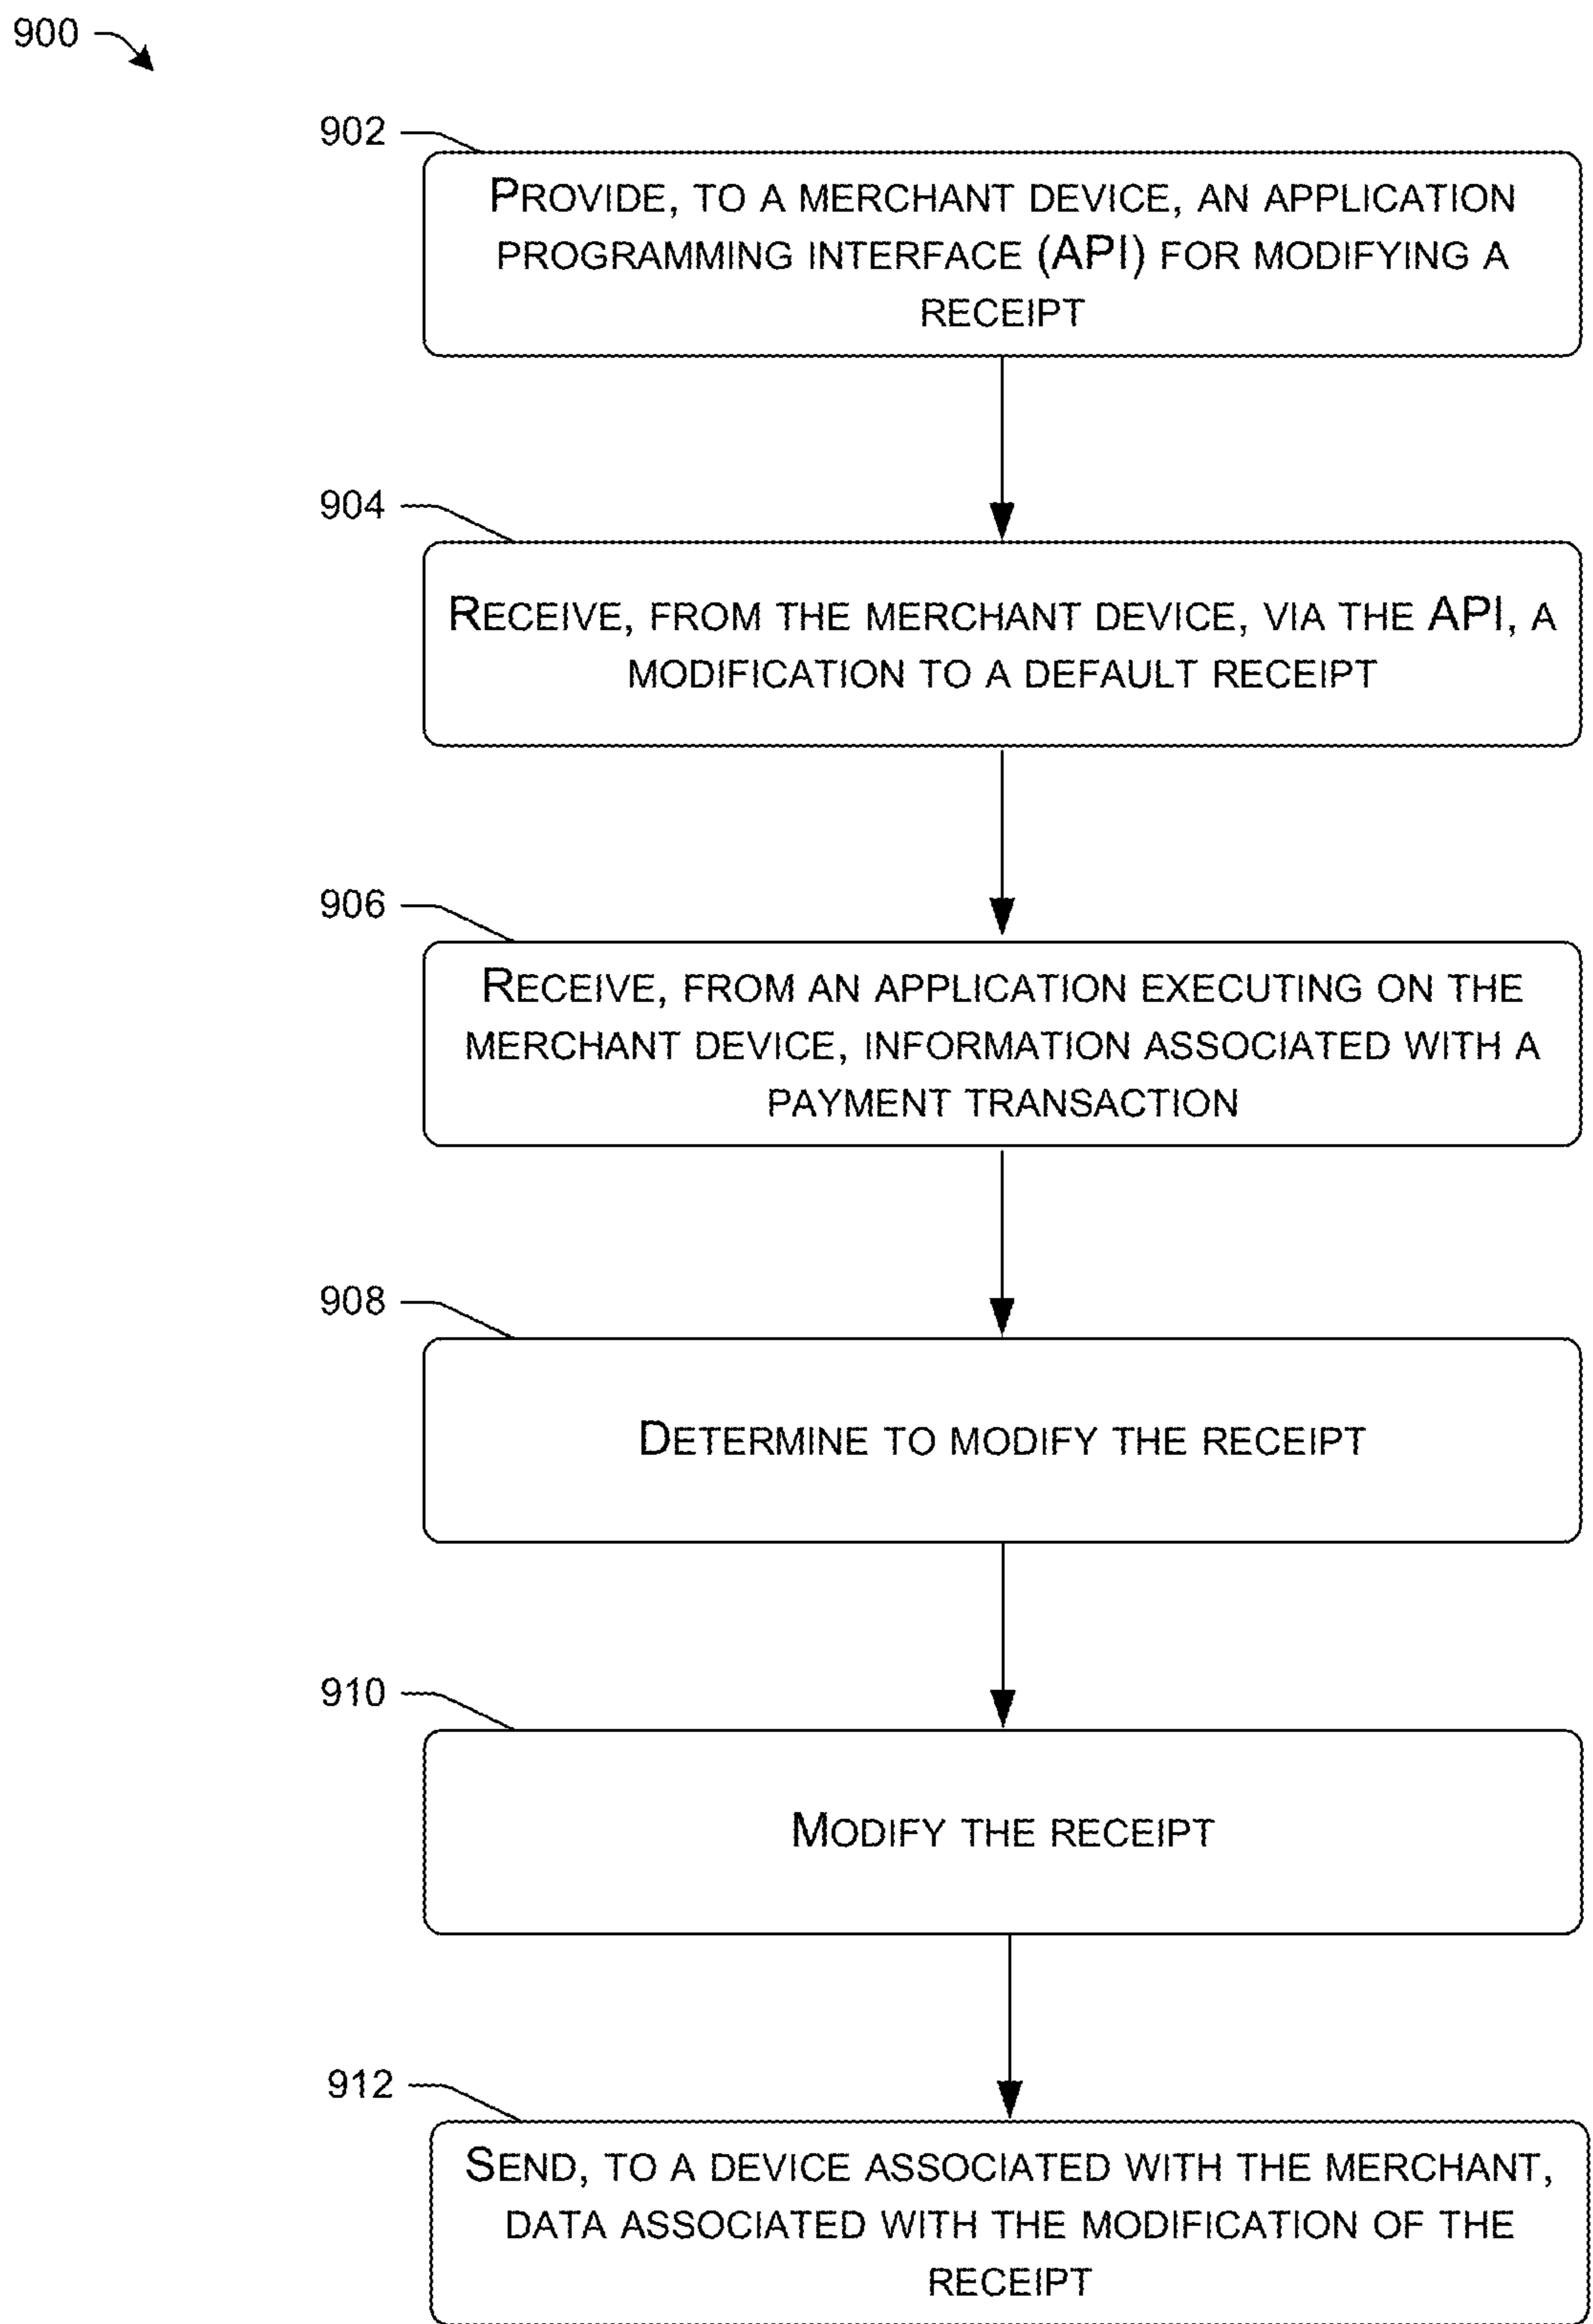 900
902
PROVIDE, TO A MERCHANT DEVICE, AN APPLICATION
PROGRAMMING INTERFACE (API) FOR MODIFYING A
RECEIPT
904
RECEIVE, FROM THE MERCHANT DEVICE, VIA THE API, A
MODIFICATION TO A DEFAULT RECEIPT
906
RECEIVE, FROM AN APPLICATION EXECUTING ON THE
MERCHANT DEVICE, INFORMATION ASSOCIATED WITH A
PAYMENT TRANSACTION
908
DETERMINE TO MODIFY THE RECEIPT
910
MODIFY THE RECEIPT
912
SEND, TO A DEVICE ASSOCIATED WITH THE MERCHANT,
DATA ASSOCIATED WITH THE MODIFICATION OF THE
RECEIPT